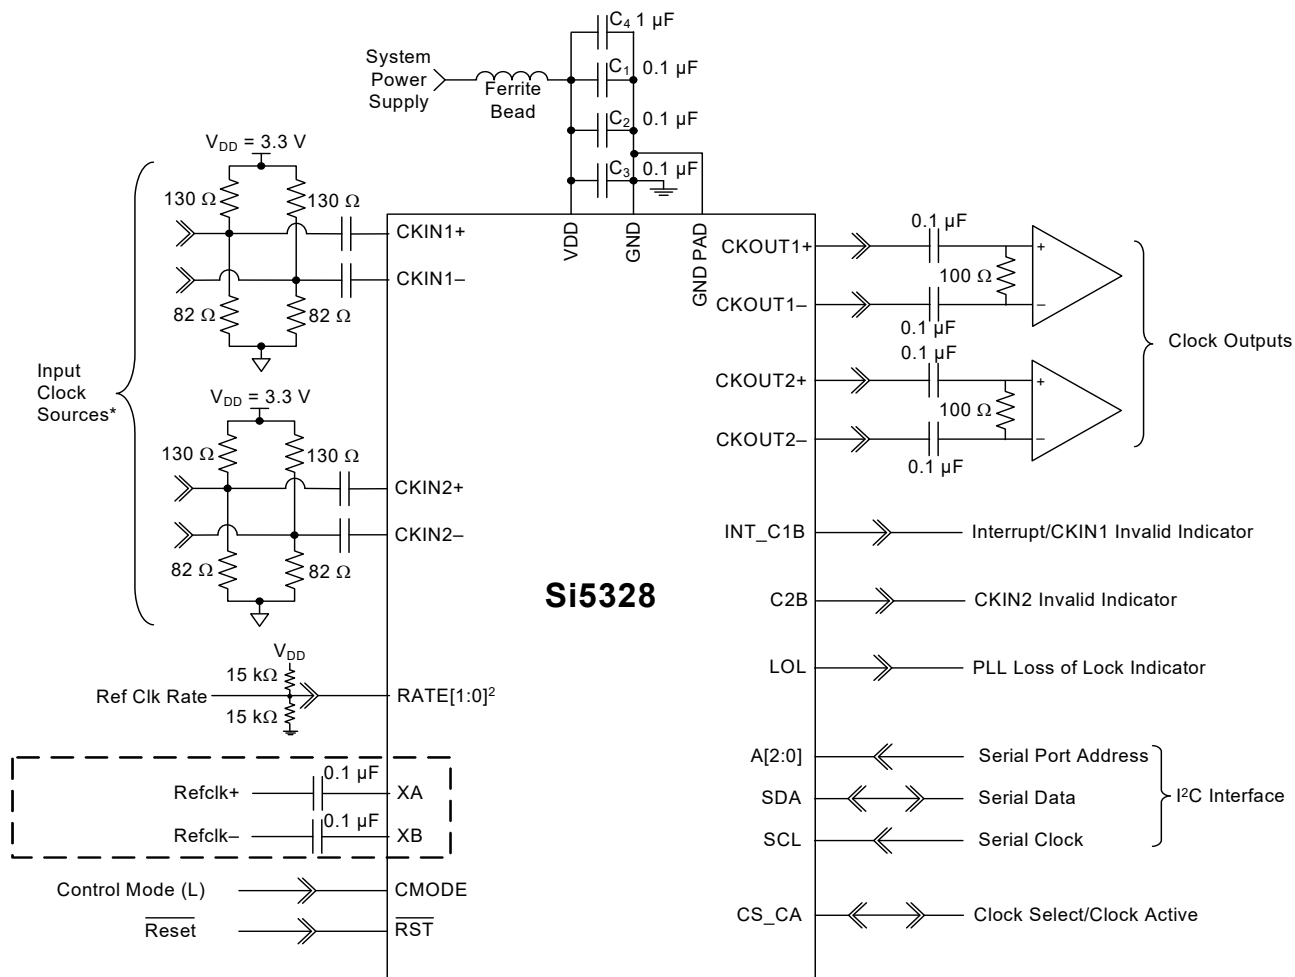 C4 1 µF
System
Power
Supply
Ferrite
Bead
C1 0.1 µF
C2 0.1 µF
C3 0.1 µF
VDD = 3.3 V
130 Ω 130 Ω
CKIN1+
CKIN1–
82 Ω 82 Ω
Input
Clock
Sources*
VDD = 3.3 V
130 Ω 130 Ω
CKIN2+
CKIN2–
82 Ω 82 Ω
VDD
15 kΩ
Ref Clk Rate RATE[1:0]²
15 kΩ
0.1 µF
Refclk+ XA
0.1 µF
Refclk– XB
Control Mode (L) CMODE
Reset RST
VDD
GND
GND PAD
Si5328
0.1 µF
CKOUT1+
+
100 Ω
CKOUT1–
–
0.1 µF
0.1 µF
CKOUT2+
+
100 Ω
CKOUT2–
–
0.1 µF
Clock Outputs
INT_C1B Interrupt/CKIN1 Invalid Indicator
C2B CKIN2 Invalid Indicator
LOL PLL Loss of Lock Indicator
A[2:0] Serial Port Address
SDA Serial Data
SCL Serial Clock
I²C Interface
CS_CA Clock Select/Clock Active